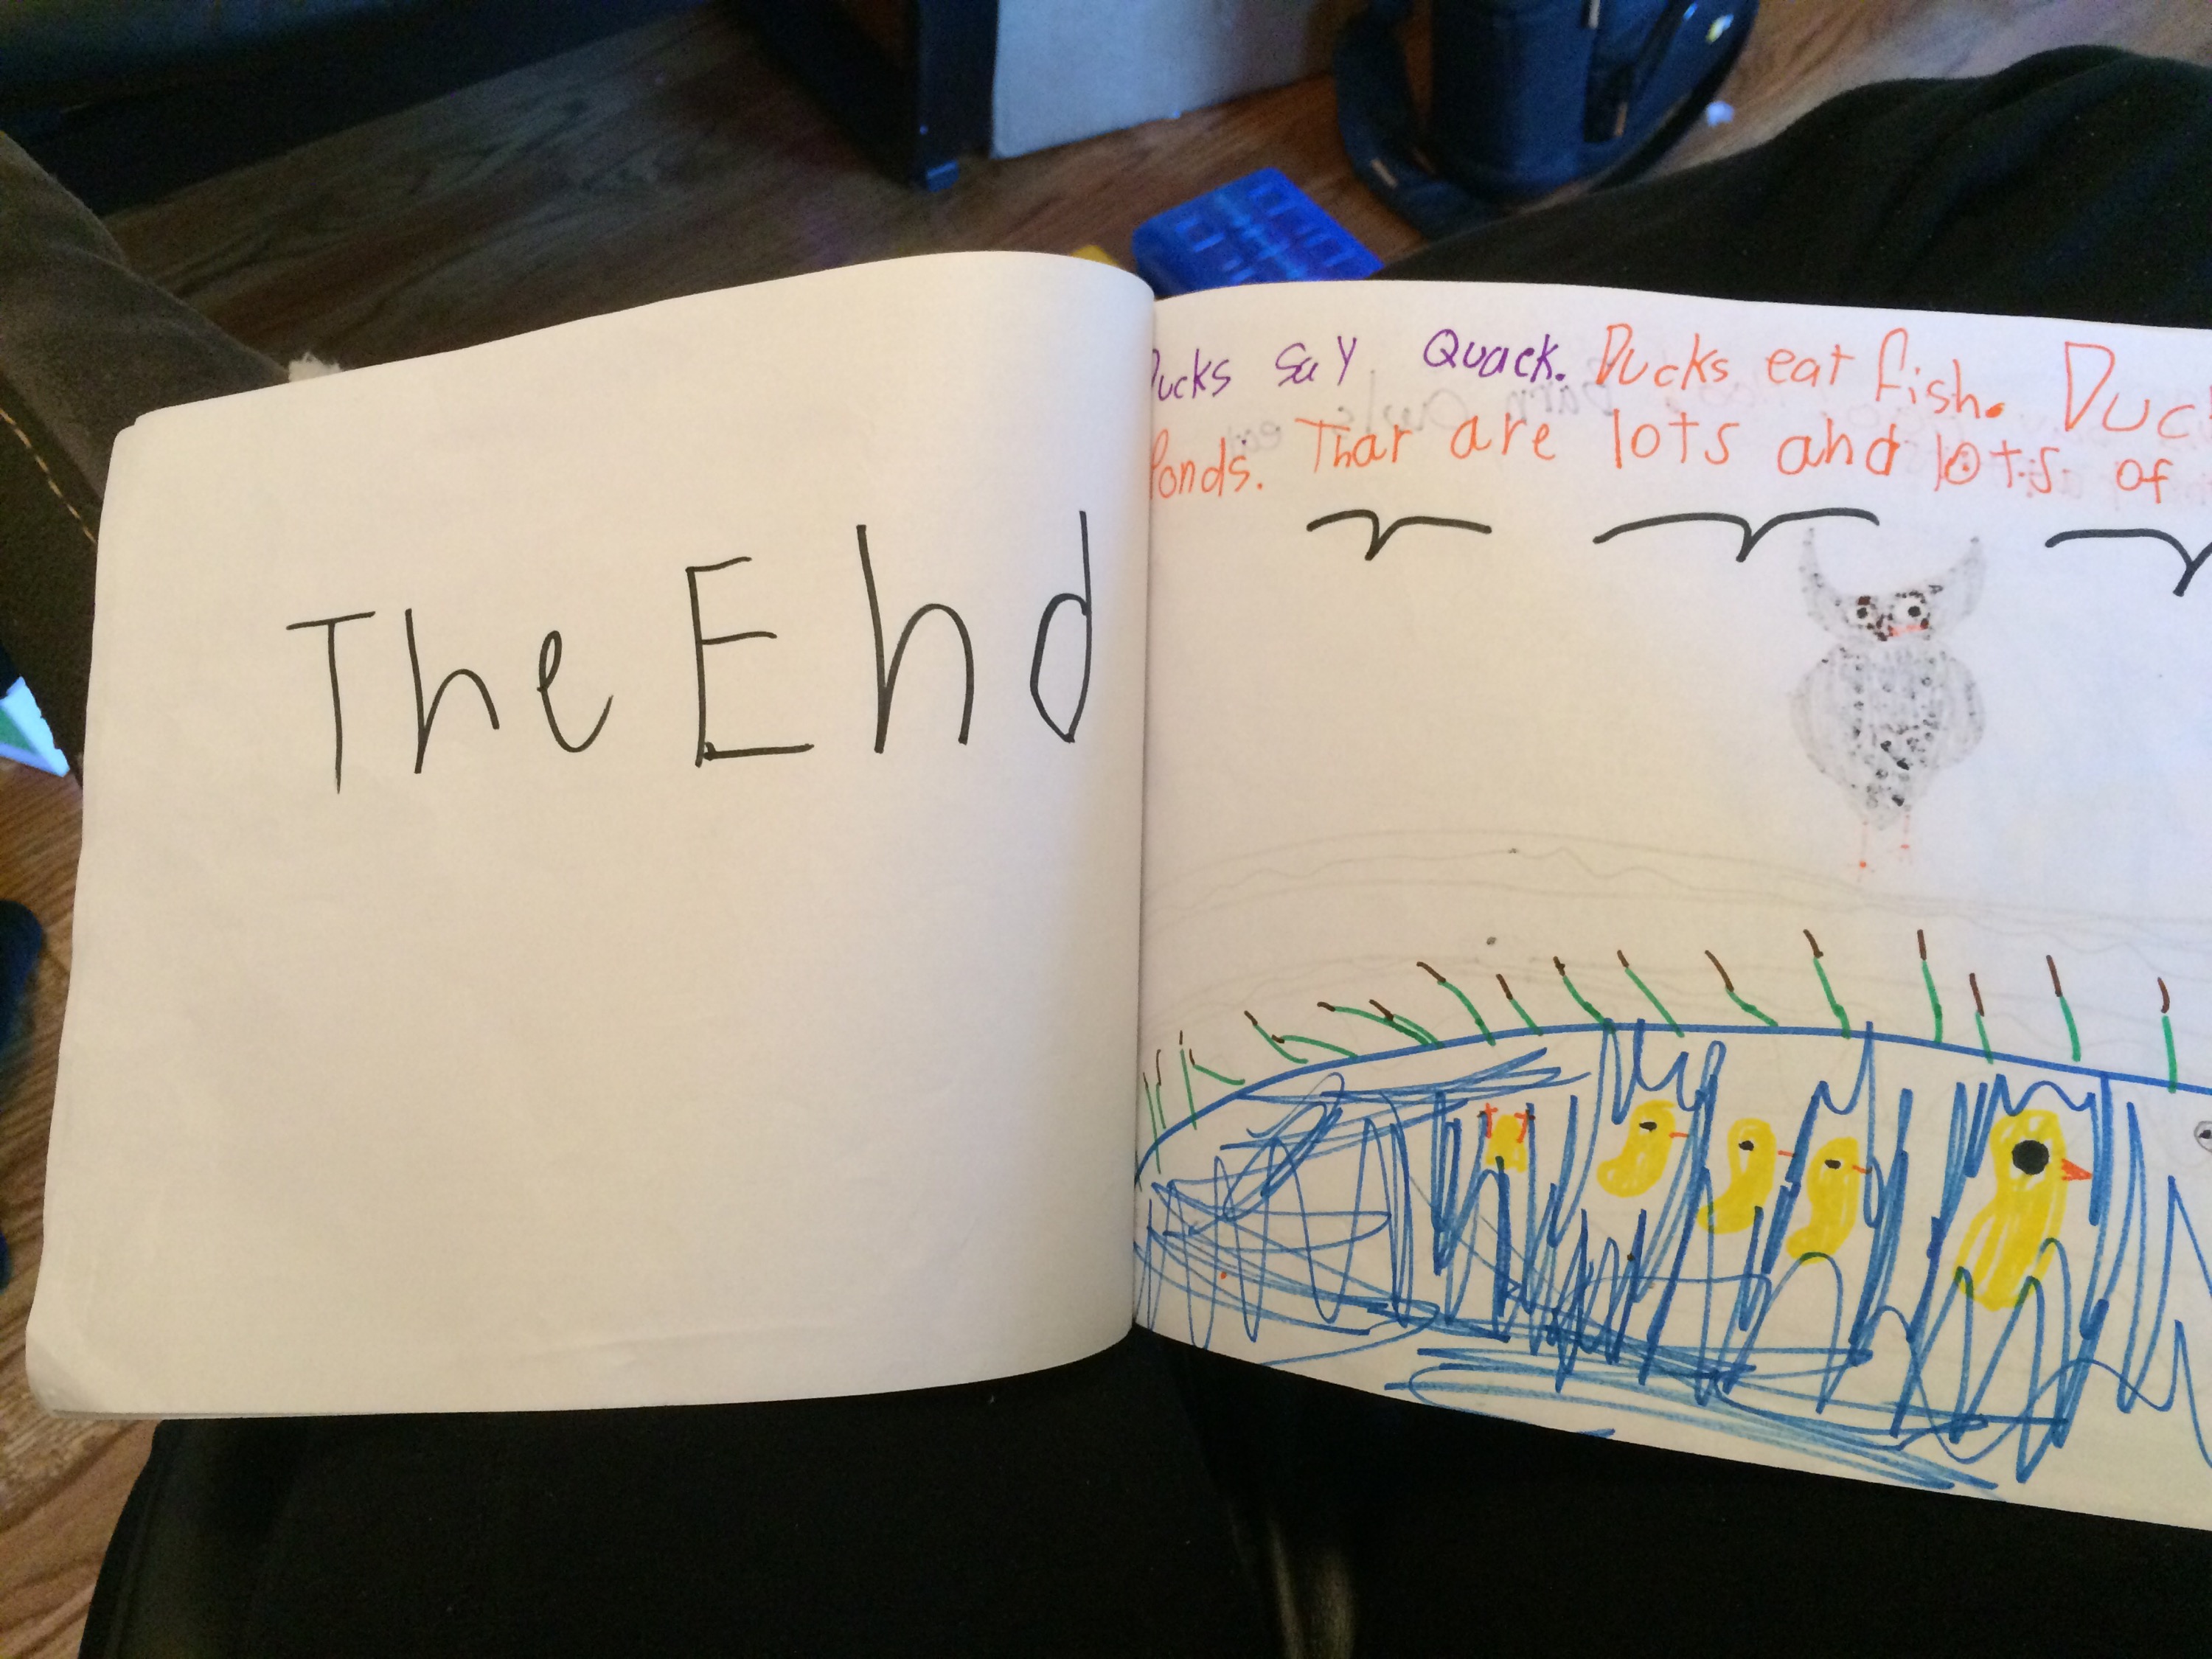 The End
Ducks say Quack. Ducks eat fish. Duc
Ponds. Thar are lots and lots of